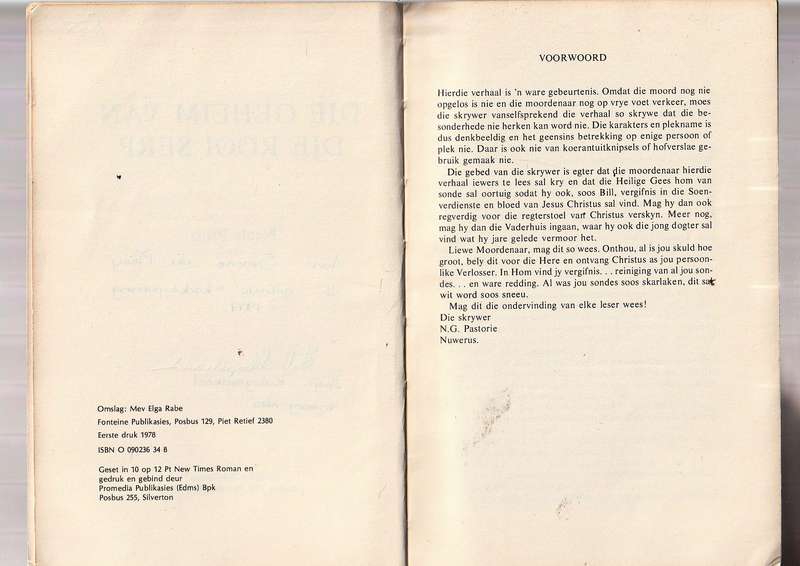 Omslag: Mev Elga Rabe
Fonteine Publikasies, Posbus 129, Piet Retief 2380
Eerste druk 1978
ISBN O 090236 34 8
Geset in 10 op 12 Pt New Times Roman en
gedruk en gebind deur
Promedia Publikasies (Edms) Bpk
Posbus 255, Silverton
VOORWOORD
Hierdie verhaal is 'n ware gebeurtenis. Omdat die moord nog nie
opgelos is nie en die moordenaar nog op vrye voet verkeer, moes
die skrywer vanselfsprekend die verhaal so skrywe dat die be-
sonderhede nie herken kan word nie. Die karakters en plekname is
dus denkbeeldig en het geensins betrekking op enige persoon of
plek nie. Daar is ook nie van koerantuitknipsels of hofverslae ge-
bruik gemaak nie.
Die gebed van die skrywer is egter dat die moordenaar hierdie
verhaal iewers te lees sal kry en dat die Heilige Gees hom van
sonde sal oortuig sodat hy ook, soos Bill, vergifnis in die Soen-
verdienste en bloed van Jesus Christus sal vind. Mag hy dan ook
regverdig voor die regterstoel van Christus verskyn. Meer nog,
mag hy dan die Vaderhuis ingaan, waar hy ook die jong dogter sal
vind wat hy jare gelede vermoor het.
Liewe Moordenaar, mag dit so wees. Onthou, al is jou skuld hoe
groot, bely dit voor die Here en ontvang Christus as jou persoon-
like Verlosser. In Hom vind jy vergifnis. . . reiniging van al jou son-
des. . . en ware redding. Al was jou sondes soos skarlaken, dit sal
wit word soos sneeu.
Mag dit die ondervinding van elke leser wees!
Die skrywer
N.G. Pastorie
Nuwerus.